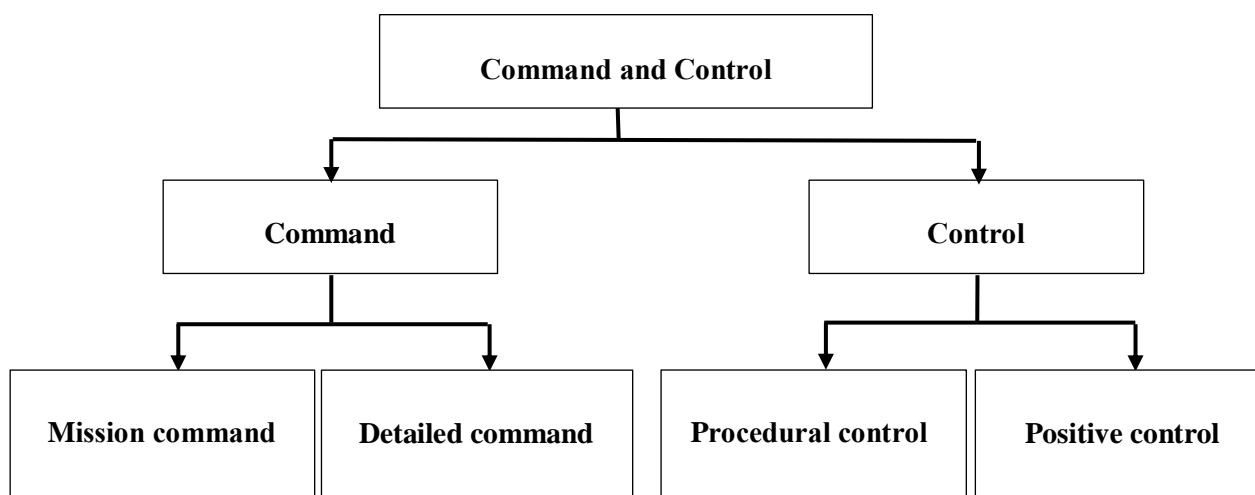 Command and Control
Command
Control
Mission command
Detailed command
Procedural control
Positive control